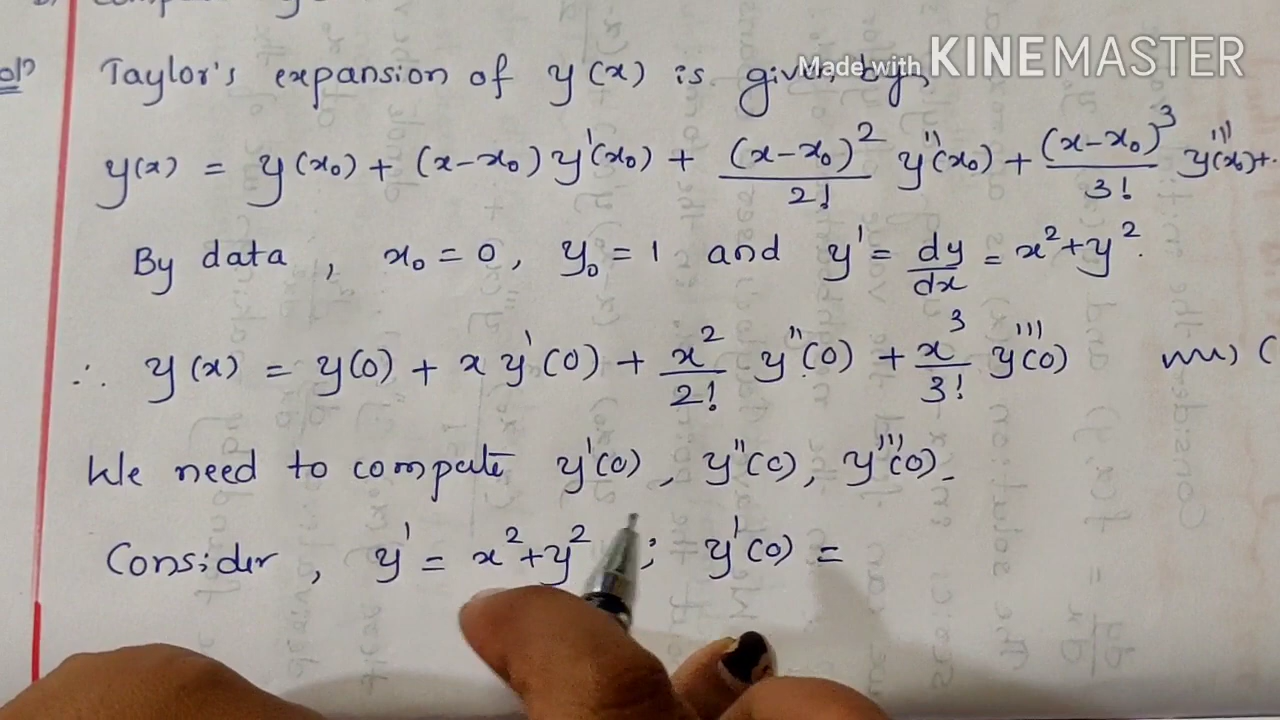 Made with KINEMASTER
Taylor's expansion of y(x) is given by,
y(x) = y(x₀) + (x-x₀) y'(x₀) + (x-x₀)²/2! y''(x₀) + (x-x₀)³/3! y'''(x₀)+..
By data, x₀ = 0, y₀ = 1 and y' = dy/dx = x²+y².
∴ y(x) = y(0) + x y'(0) + x²/2! y''(0) + x³/3! y'''(0) (
We need to compute y'(0), y''(0), y'''(0).
Consider, y' = x²+y² ; y'(0) =